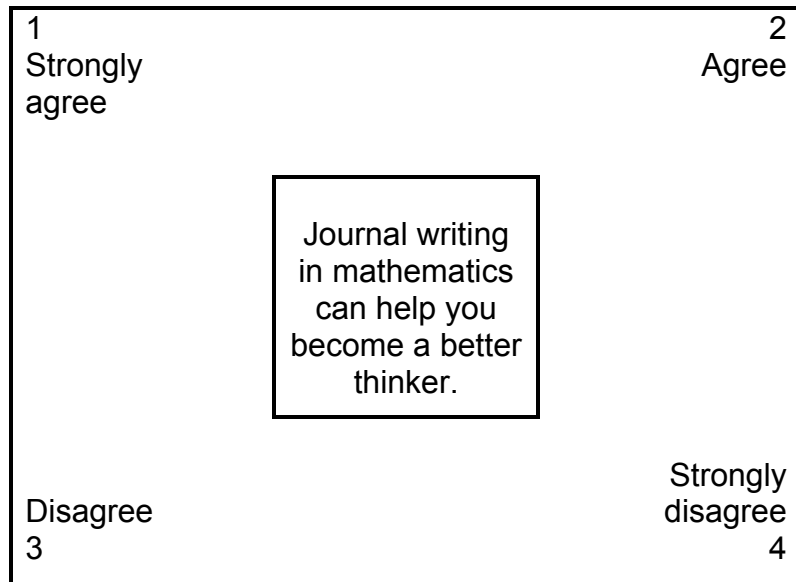 1
Strongly
agree
2
Agree
Journal writing
in mathematics
can help you
become a better
thinker.
Disagree
3
Strongly
disagree
4